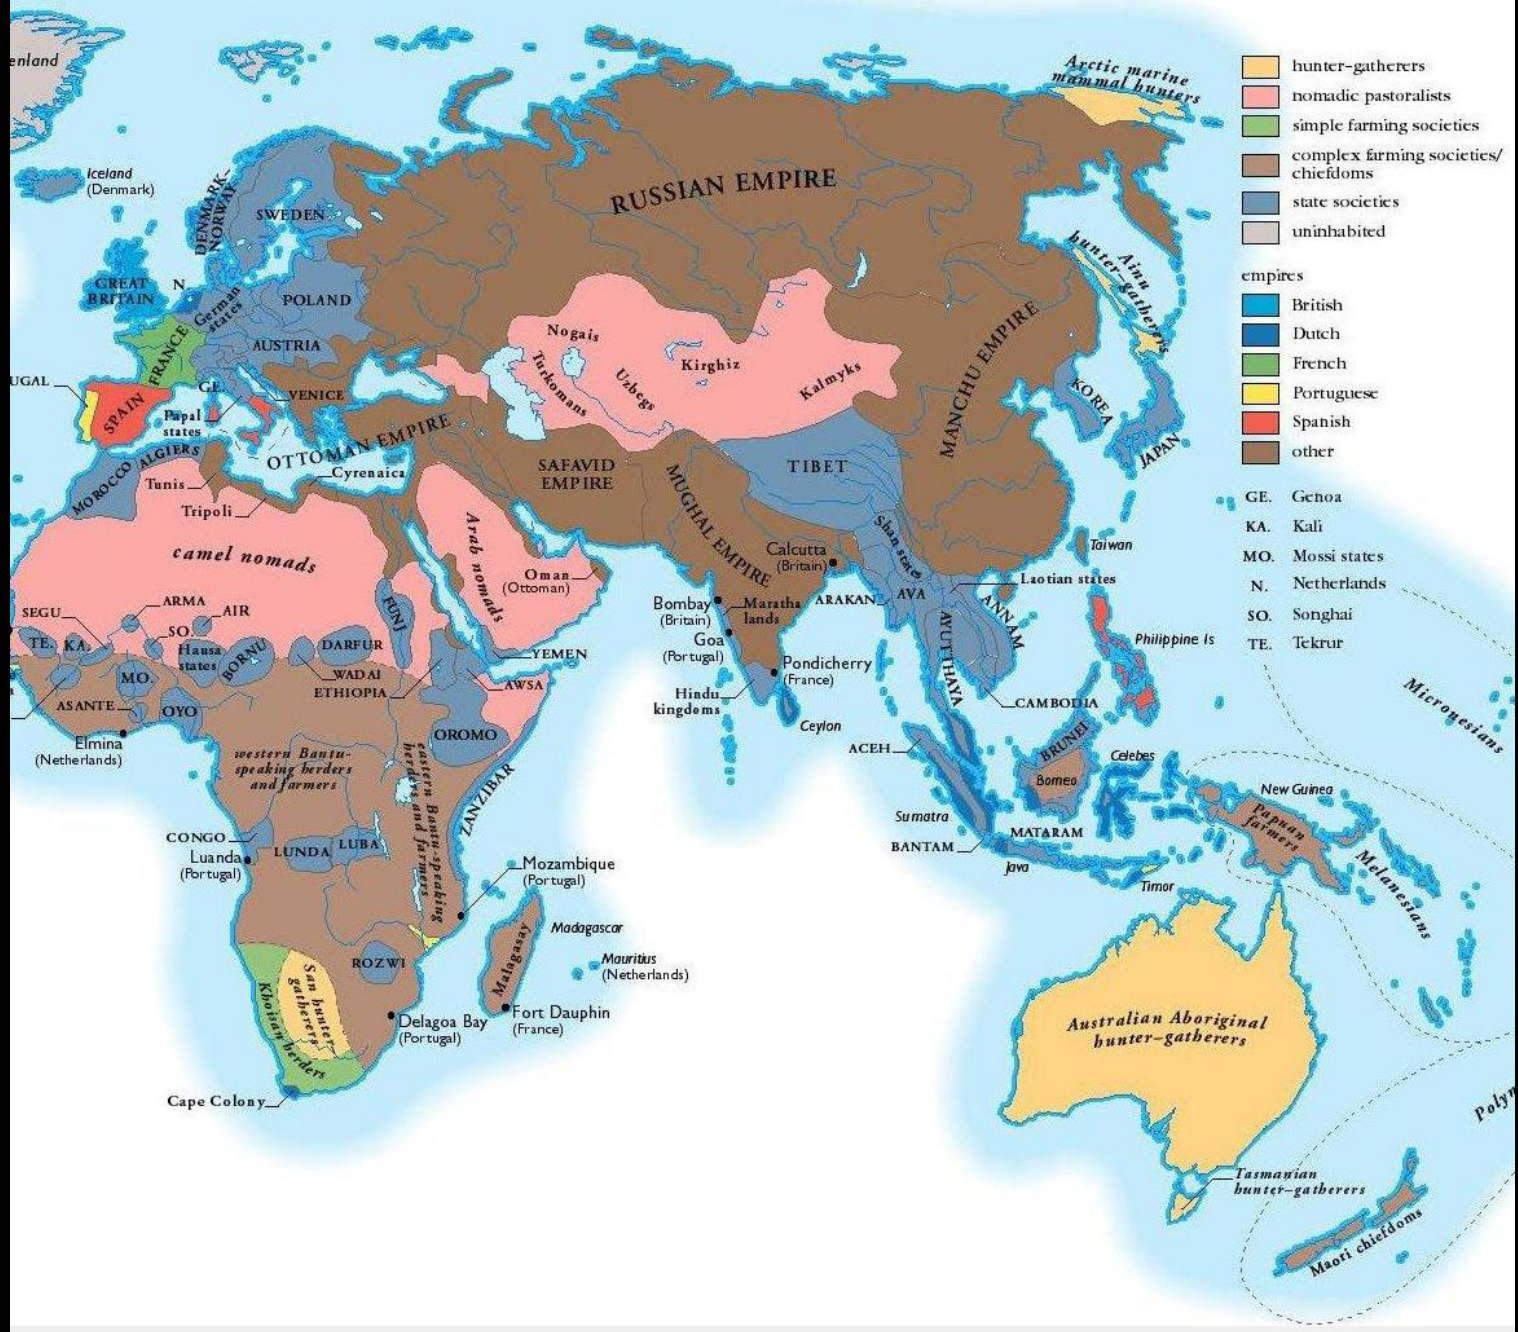 enland
Arctic marine
mammal hunters
Iceland
(Denmark)
DENMARK–
NORWAY
SWEDEN
RUSSIAN EMPIRE
Ainu
hunter-gatherers
GREAT
BRITAIN
N.
German
states
POLAND
FRANCE
AUSTRIA
UGAL
SPAIN
GE.
VENICE
Papal
states
Nogais
Turkomans
Uzbegs
Kirghiz
Kalmyks
MANCHU EMPIRE
KOREA
JAPAN
OTTOMAN EMPIRE
MOROCCO
ALGIERS
Tunis
Tripoli
Cyrenaica
SAFAVID
EMPIRE
MUGHAL EMPIRE
TIBET
camel nomads
Arab nomads
Oman
(Ottoman)
Calcutta
(Britain)
Shan states
Taiwan
Laotian states
SEGU
ARMA
AIR
TE.
KA.
SO.
Hausa
states
BORNU
DARFUR
FUNJ
WADAI
ETHIOPIA
YEMEN
AWSA
MO.
ASANTE
OYO
Elmina
(Netherlands)
OROMO
Bombay
(Britain)
Maratha
lands
Goa
(Portugal)
Pondicherry
(France)
Hindu
kingdoms
Ceylon
ARAKAN
AVA
ANNAM
AYUTTHAYA
CAMBODIA
Philippine Is
Micronesians
ACEH
BRUNEI
Borneo
Celebes
Sumatra
MATARAM
BANTAM
Java
Timor
New Guinea
Papuan
farmers
Melanesians
western Bantu-
speaking herders
and farmers
eastern Bantu-speaking
herders and farmers
ZANZIBAR
CONGO
Luanda
(Portugal)
LUNDA
LUBA
Mozambique
(Portugal)
Malagasy
Madagascar
Mauritius
(Netherlands)
ROZWI
San hunter-
gatherers
Khoisan herders
Delagoa Bay
(Portugal)
Fort Dauphin
(France)
Cape Colony
Australian Aboriginal
hunter-gatherers
Tasmanian
hunter-gatherers
Maori chiefdoms
Polyn
hunter-gatherers
nomadic pastoralists
simple farming societies
complex farming societies/
chiefdoms
state societies
uninhabited
empires
British
Dutch
French
Portuguese
Spanish
other
GE. Genoa
KA. Kali
MO. Mossi states
N. Netherlands
SO. Songhai
TE. Tekrur